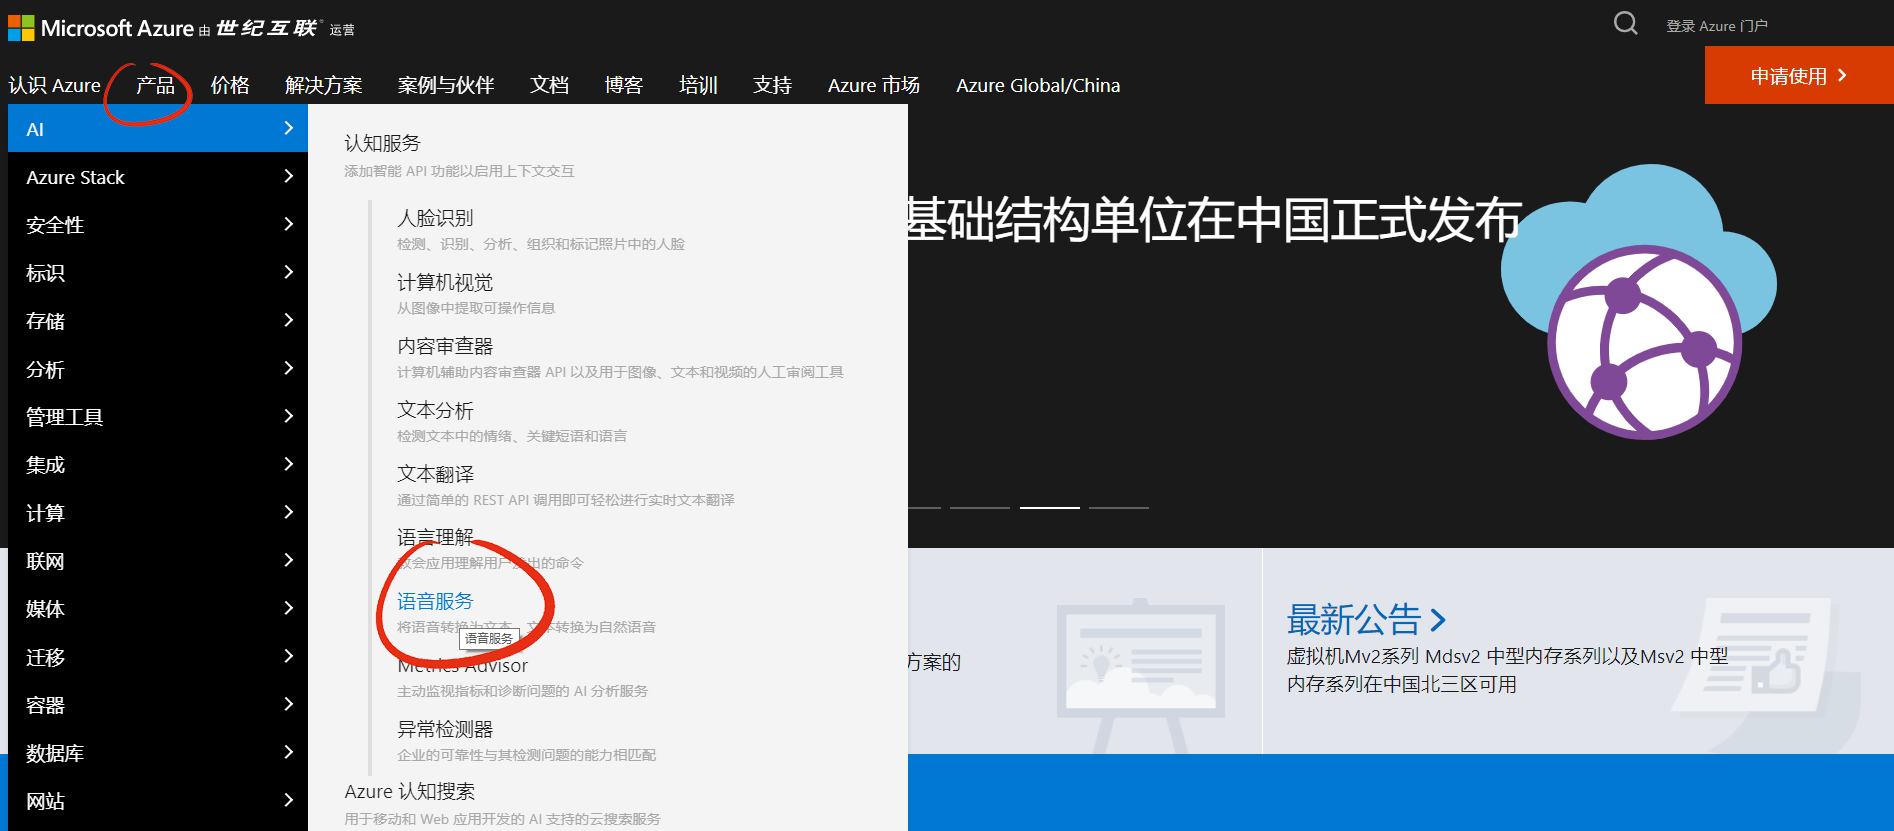 Microsoft Azure 由 世纪互联 运营
登录 Azure 门户
认识 Azure 产品 价格 解决方案 案例与伙伴 文档 博客 培训 支持 Azure 市场 Azure Global/China
申请使用
AI
Azure Stack
安全性
标识
存储
分析
管理工具
集成
计算
联网
媒体
迁移
容器
数据库
网站
认知服务
添加智能 API 功能以启用上下文交互
人脸识别
检测、识别、分析、组织和标记照片中的人脸
计算机视觉
从图像中提取可操作信息
内容审查器
计算机辅助内容审查器 API 以及用于图像、文本和视频的人工审阅工具
文本分析
检测文本中的情绪、关键短语和语言
文本翻译
通过简单的 REST API 调用即可轻松进行实时文本翻译
语言理解
教会应用理解用户发出的命令
语音服务
将语音转换为文本、文本转换为自然语音
语音服务
Metrics Advisor
主动监视指标和诊断问题的 AI 分析服务
异常检测器
企业的可靠性与其检测问题的能力相匹配
Azure 认知搜索
用于移动和 Web 应用开发的 AI 支持的云搜索服务
基础结构单位在中国正式发布
方案的
最新公告
虚拟机Mv2系列 Mdsv2 中型内存系列以及Msv2 中型
内存系列在中国北三区可用